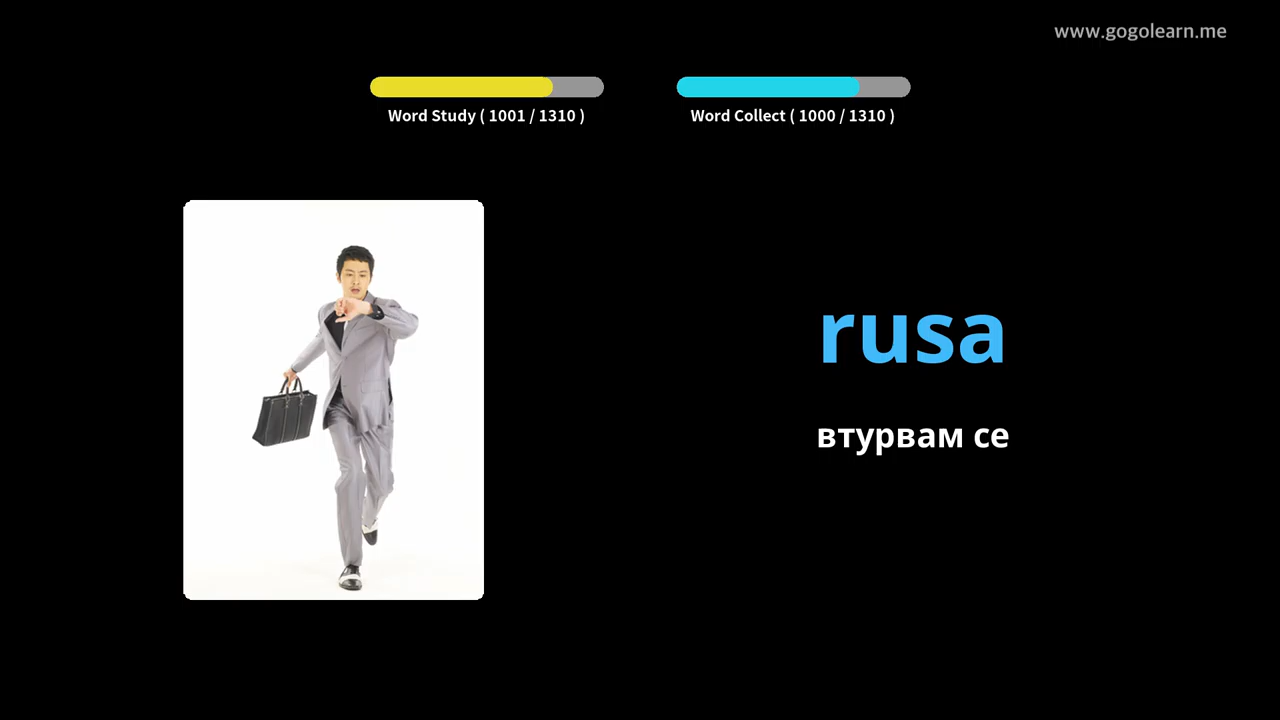 www.gogolearn.me
Word Study ( 1001 / 1310 )
Word Collect ( 1000 / 1310 )
rusa
втурвам се